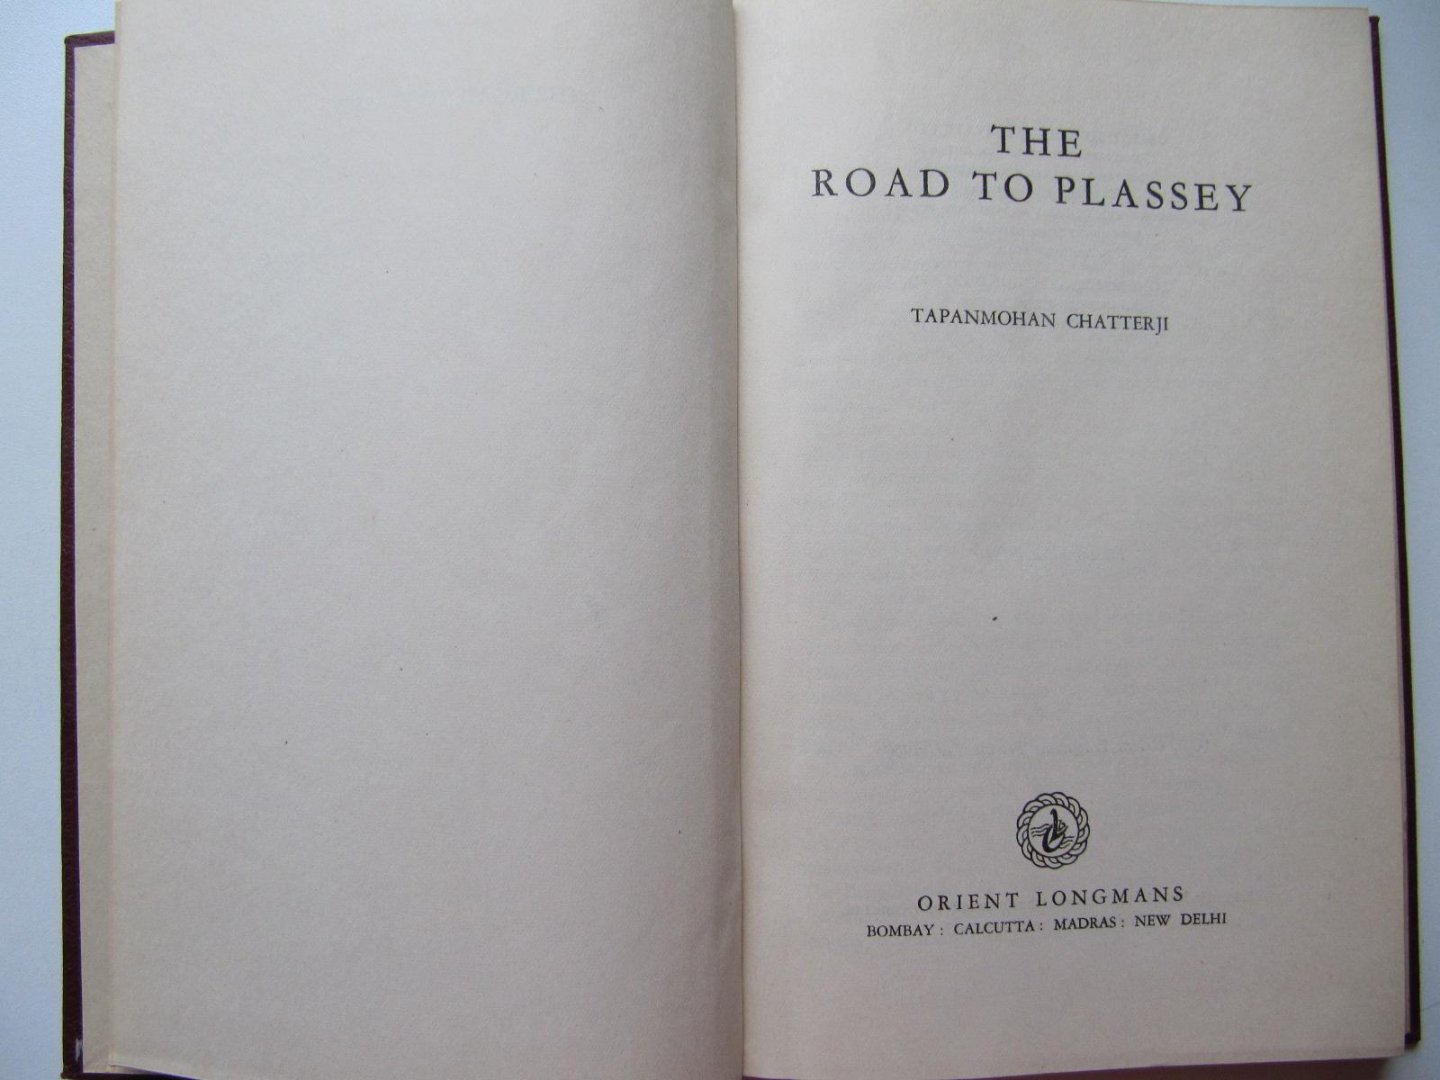 THE
ROAD TO PLASSEY
TAPANMOHAN CHATTERJI
ORIENT LONGMANS
BOMBAY : CALCUTTA : MADRAS : NEW DELHI